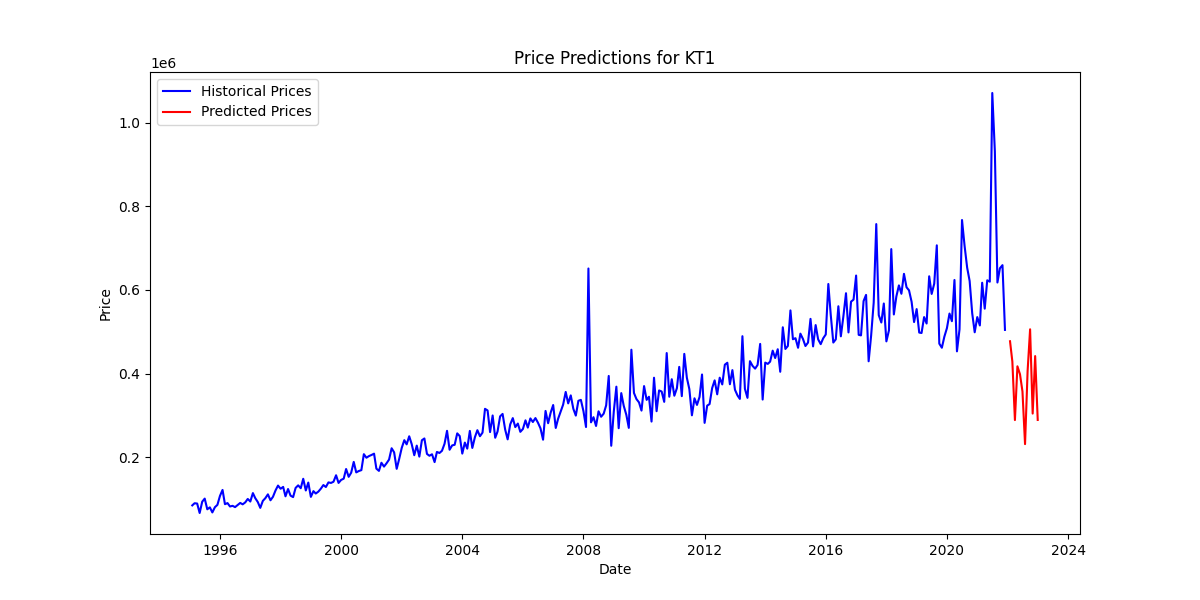 Price Predictions for KT1
1e6
Historical Prices
Predicted Prices
1.0
0.8
0.6
0.4
0.2
Price
1996 2000 2004 2008 2012 2016 2020 2024
Date